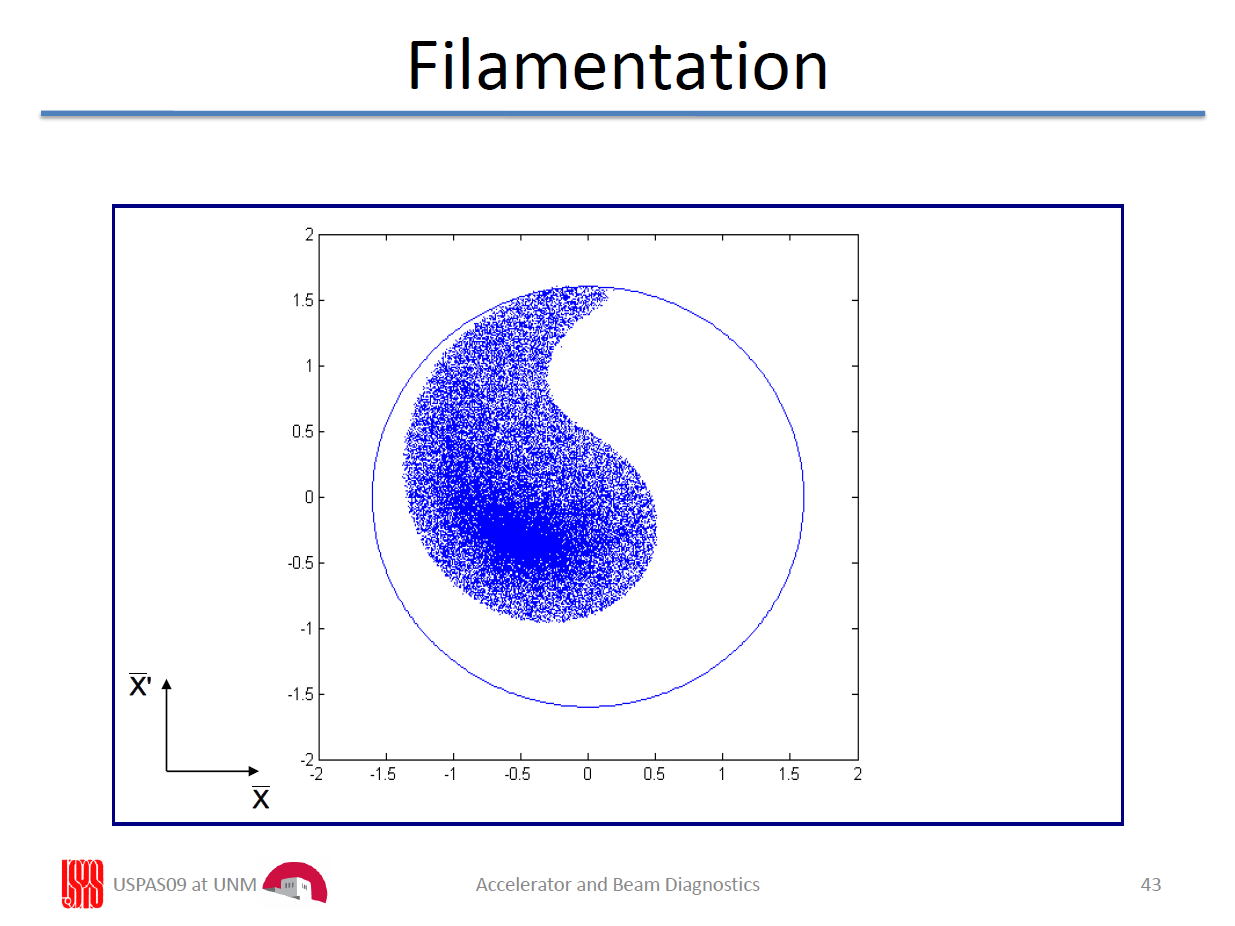 Filamentation
2
1.5
1
0.5
0
-0.5
-1
-1.5
-2
-2 -1.5 -1 -0.5 0 0.5 1 1.5 2
x̅'
x̅
USPAS09 at UNM
Accelerator and Beam Diagnostics
43